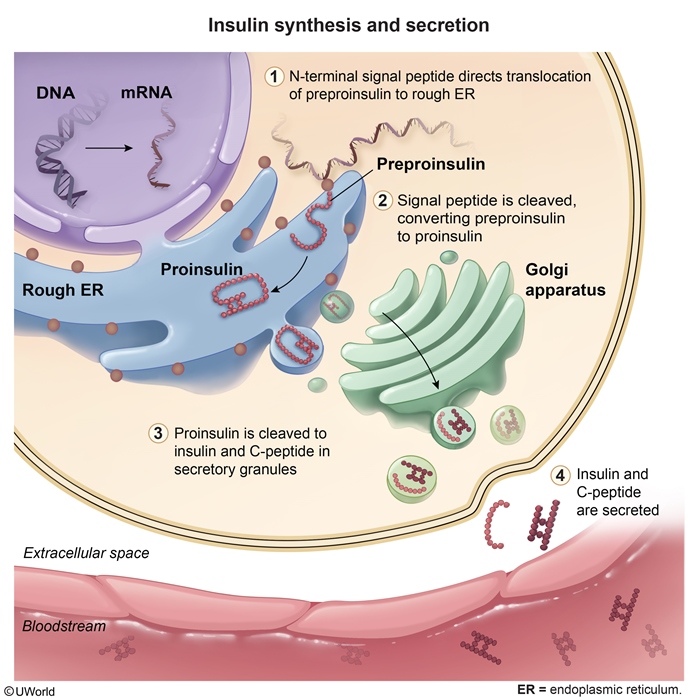 Insulin synthesis and secretion
DNA
mRNA
1 N-terminal signal peptide directs translocation
of preproinsulin to rough ER
Preproinsulin
2 Signal peptide is cleaved,
converting preproinsulin
to proinsulin
Proinsulin
Rough ER
Golgi
apparatus
3 Proinsulin is cleaved to
insulin and C-peptide in
secretory granules
4 Insulin and
C-peptide
are secreted
Extracellular space
Bloodstream
©UWorld
ER = endoplasmic reticulum.